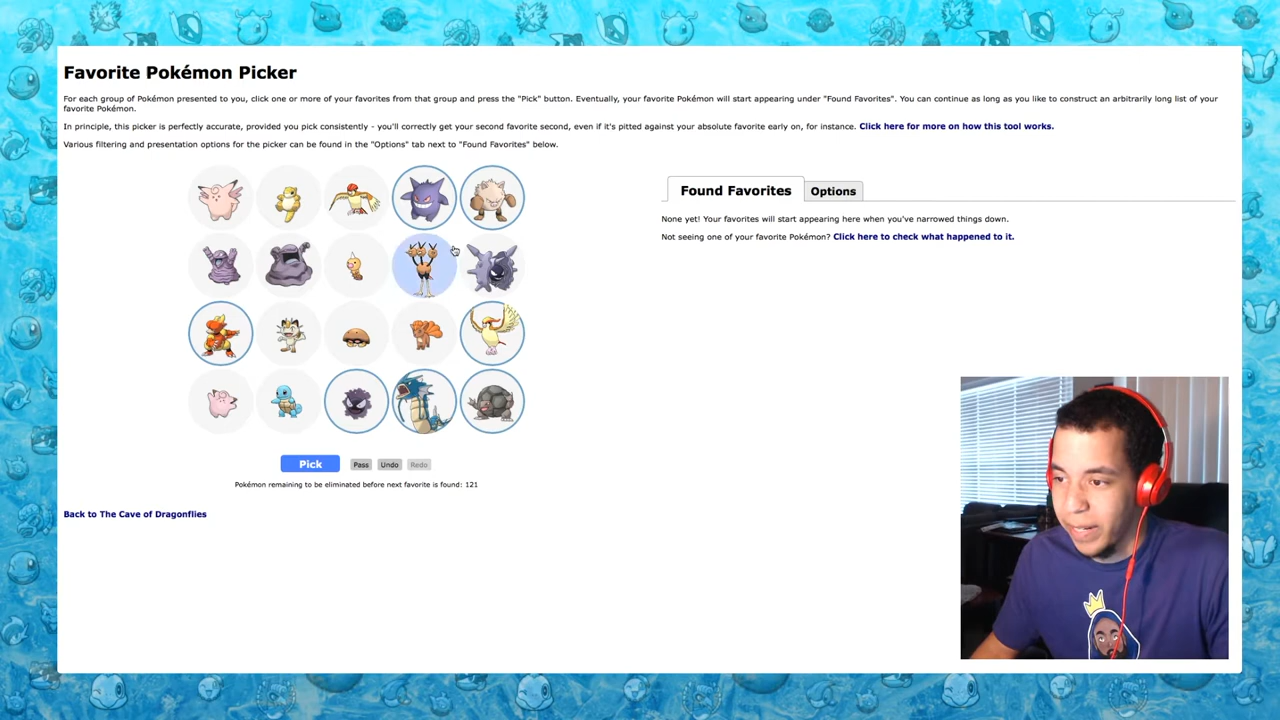 Favorite Pokémon Picker
For each group of Pokémon presented to you, click one or more of your favorites from that group and press the "Pick" button. Eventually, your favorite Pokémon will start appearing under "Found Favorites". You can continue as long as you like to construct an arbitrarily long list of your
favorite Pokémon.
In principle, this picker is perfectly accurate, provided you pick consistently - you'll correctly get your second favorite second, even if it's pitted against your absolute favorite early on, for instance. Click here for more on how this tool works.
Various filtering and presentation options for the picker can be found in the "Options" tab next to "Found Favorites" below.
Found Favorites Options
None yet! Your favorites will start appearing here when you've narrowed things down.
Not seeing one of your favorite Pokémon? Click here to check what happened to it.
Pick Pass Undo Redo
Pokémon remaining to be eliminated before next favorite is found: 121
Back to The Cave of Dragonflies